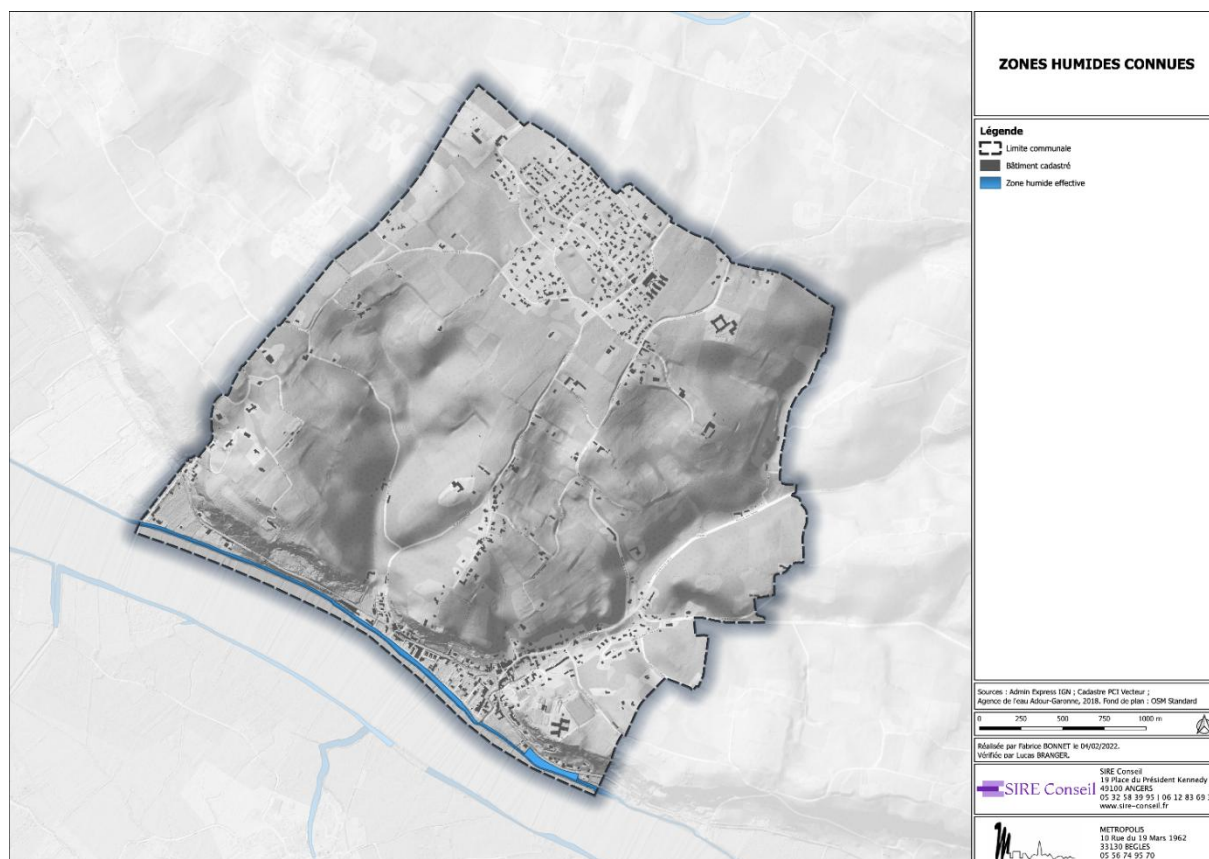 ZONES HUMIDES CONNUES
Légende
Limite communale
Bâtiment cadastré
Zone humide effective
Sources : Admin Express IGN ; Cadastre PCI Vecteur ;
Agence de l'eau Adour-Garonne, 2018. Fond de plan : OSM Standard
0 250 500 750 1000 m
Réalisée par Fabrice BONNET le 04/02/2022.
Vérifiée par Lucas BRANGER.
SIRE Conseil
SIRE Conseil
19 Place du Président Kennedy
49100 ANGERS
05 32 58 39 95 | 06 12 83 69
www.sire-conseil.fr
METROPOLIS
10 Rue du 19 Mars 1962
33130 BEGLES
05 56 74 95 70